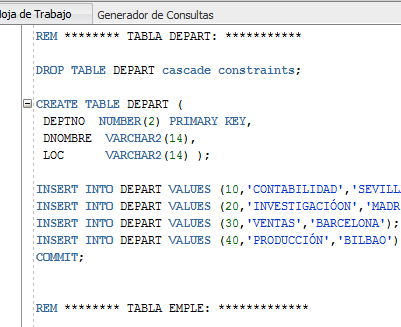 Hoja de Trabajo Generador de Consultas
REM ******** TABLA DEPART: ***********
DROP TABLE DEPART cascade constraints;
CREATE TABLE DEPART (
DEPTNO NUMBER(2) PRIMARY KEY,
DNOMBRE VARCHAR2(14),
LOC VARCHAR2(14) );
INSERT INTO DEPART VALUES (10,'CONTABILIDAD','SEVILLA
INSERT INTO DEPART VALUES (20,'INVESTIGACIÓON','MADR
INSERT INTO DEPART VALUES (30,'VENTAS','BARCELONA');
INSERT INTO DEPART VALUES (40,'PRODUCCIÓN','BILBAO')
COMMIT;
REM ******** TABLA EMPLE: *************